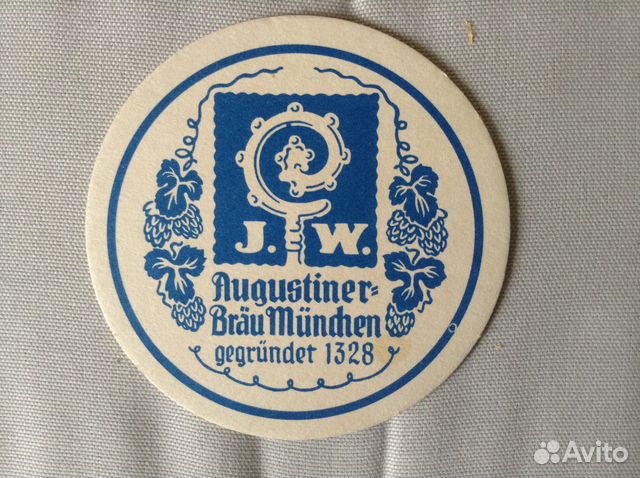 J. W.
Augustiner=
Bräu München
gegründet 1328
Avito